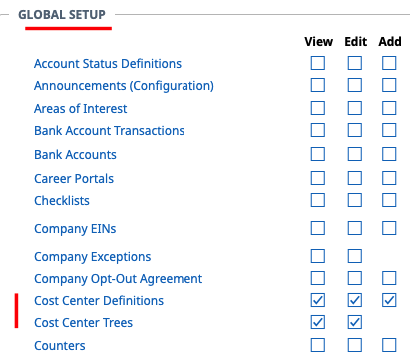 GLOBAL SETUP
View Edit Add
Account Status Definitions
Announcements (Configuration)
Areas of Interest
Bank Account Transactions
Bank Accounts
Career Portals
Checklists
Company EINs
Company Exceptions
Company Opt-Out Agreement
Cost Center Definitions
Cost Center Trees
Counters